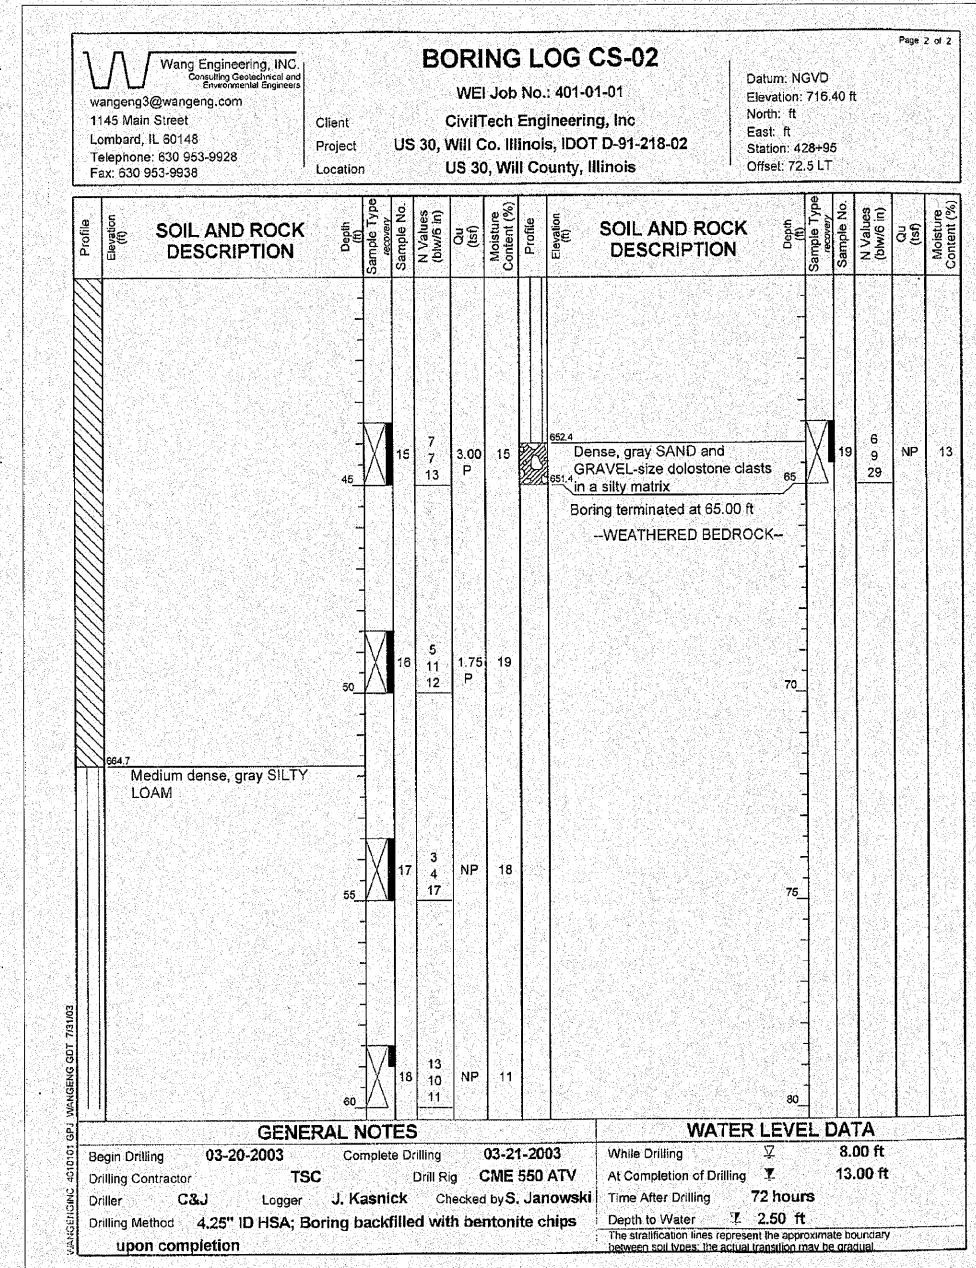 Page 2 of 2
Wang Engineering, INC.
Consulting Geotechnical and
Environmental Engineers
wangeng3@wangeng.com
1145 Main Street
Lombard, IL 60148
Telephone: 630 953-9928
Fax: 630 953-9938
BORING LOG CS-02
WEI Job No.: 401-01-01
Client CivilTech Engineering, Inc
Project US 30, Will Co. Illinois, IDOT D-91-218-02
Location US 30, Will County, Illinois
Datum: NGVD
Elevation: 716.40 ft
North: ft
East: ft
Station: 428+95
Offset: 72.5 LT
Profile
Elevation
(ft)
SOIL AND ROCK
DESCRIPTION
Depth
(ft)
Sample Type
recovery
Sample No.
N Values
(blw/6 in)
Qu
(tsf)
Moisture
Content (%)
Profile
Elevation
(ft)
SOIL AND ROCK
DESCRIPTION
Depth
(ft)
Sample Type
recovery
Sample No.
N Values
(blw/6 in)
Qu
(tsf)
Moisture
Content (%)
45
15
7
7
13
3.00
P
15
50
16
5
11
12
1.75
P
19
664.7
Medium dense, gray SILTY
LOAM
55
17
3
4
17
NP
18
60
18
13
10
11
NP
11
652.4
Dense, gray SAND and
GRAVEL-size dolostone clasts
651.4 in a silty matrix
65
19
6
9
29
NP
13
Boring terminated at 65.00 ft
--WEATHERED BEDROCK--
70
75
80
WANGENGINC 4010101 GPJ WANGENG GDT 7/31/03
GENERAL NOTES
Begin Drilling 03-20-2003 Complete Drilling 03-21-2003
Drilling Contractor TSC Drill Rig CME 550 ATV
Driller C&J Logger J. Kasnick Checked by S. Janowski
Drilling Method 4.25" ID HSA; Boring backfilled with bentonite chips
upon completion
WATER LEVEL DATA
While Drilling 8.00 ft
At Completion of Drilling 13.00 ft
Time After Drilling 72 hours
Depth to Water 2.50 ft
The stratification lines represent the approximate boundary
between soil types; the actual transition may be gradual.